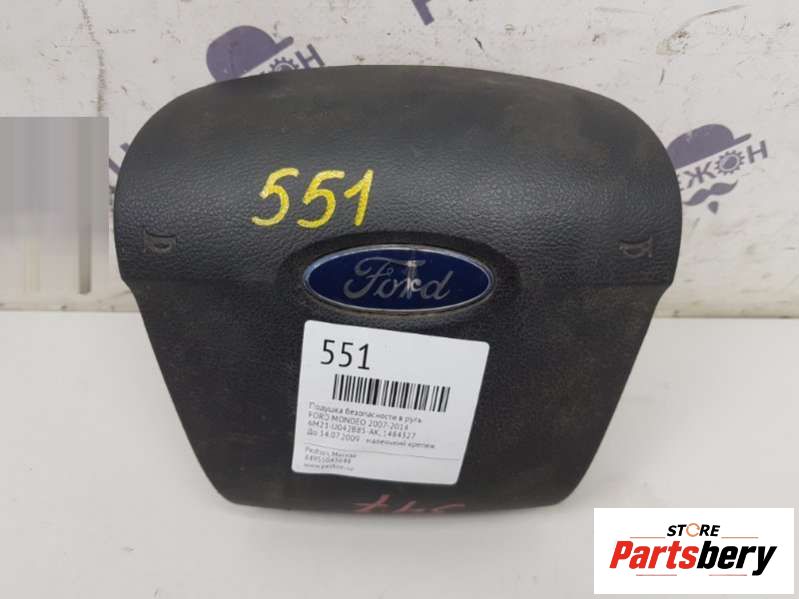 551
Ford
551
Подушка безопасности в руль
FORD MONDEO 2007-2014
6M21-U042B85-AK, 1484327
До 14.07.2009 маленький крепеж
STORE
Partsbery